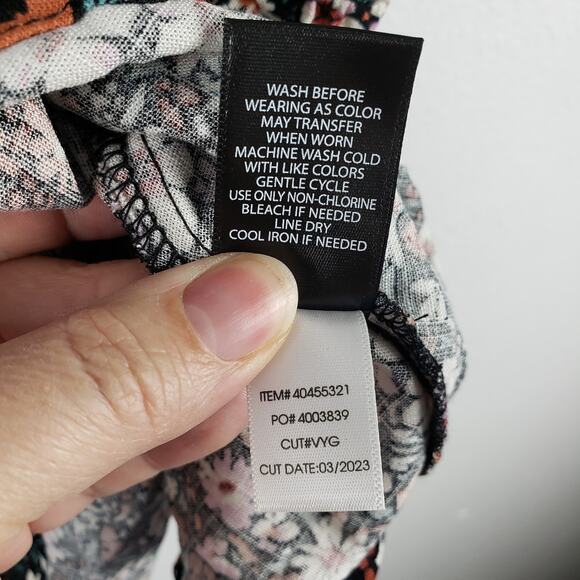 WASH BEFORE
WEARING AS COLOR
MAY TRANSFER
WHEN WORN
MACHINE WASH COLD
WITH LIKE COLORS
GENTLE CYCLE
USE ONLY NON-CHLORINE
BLEACH IF NEEDED
LINE DRY
COOL IRON IF NEEDED
ITEM# 40455321
PO# 4003839
CUT#VYG
CUT DATE:03/2023